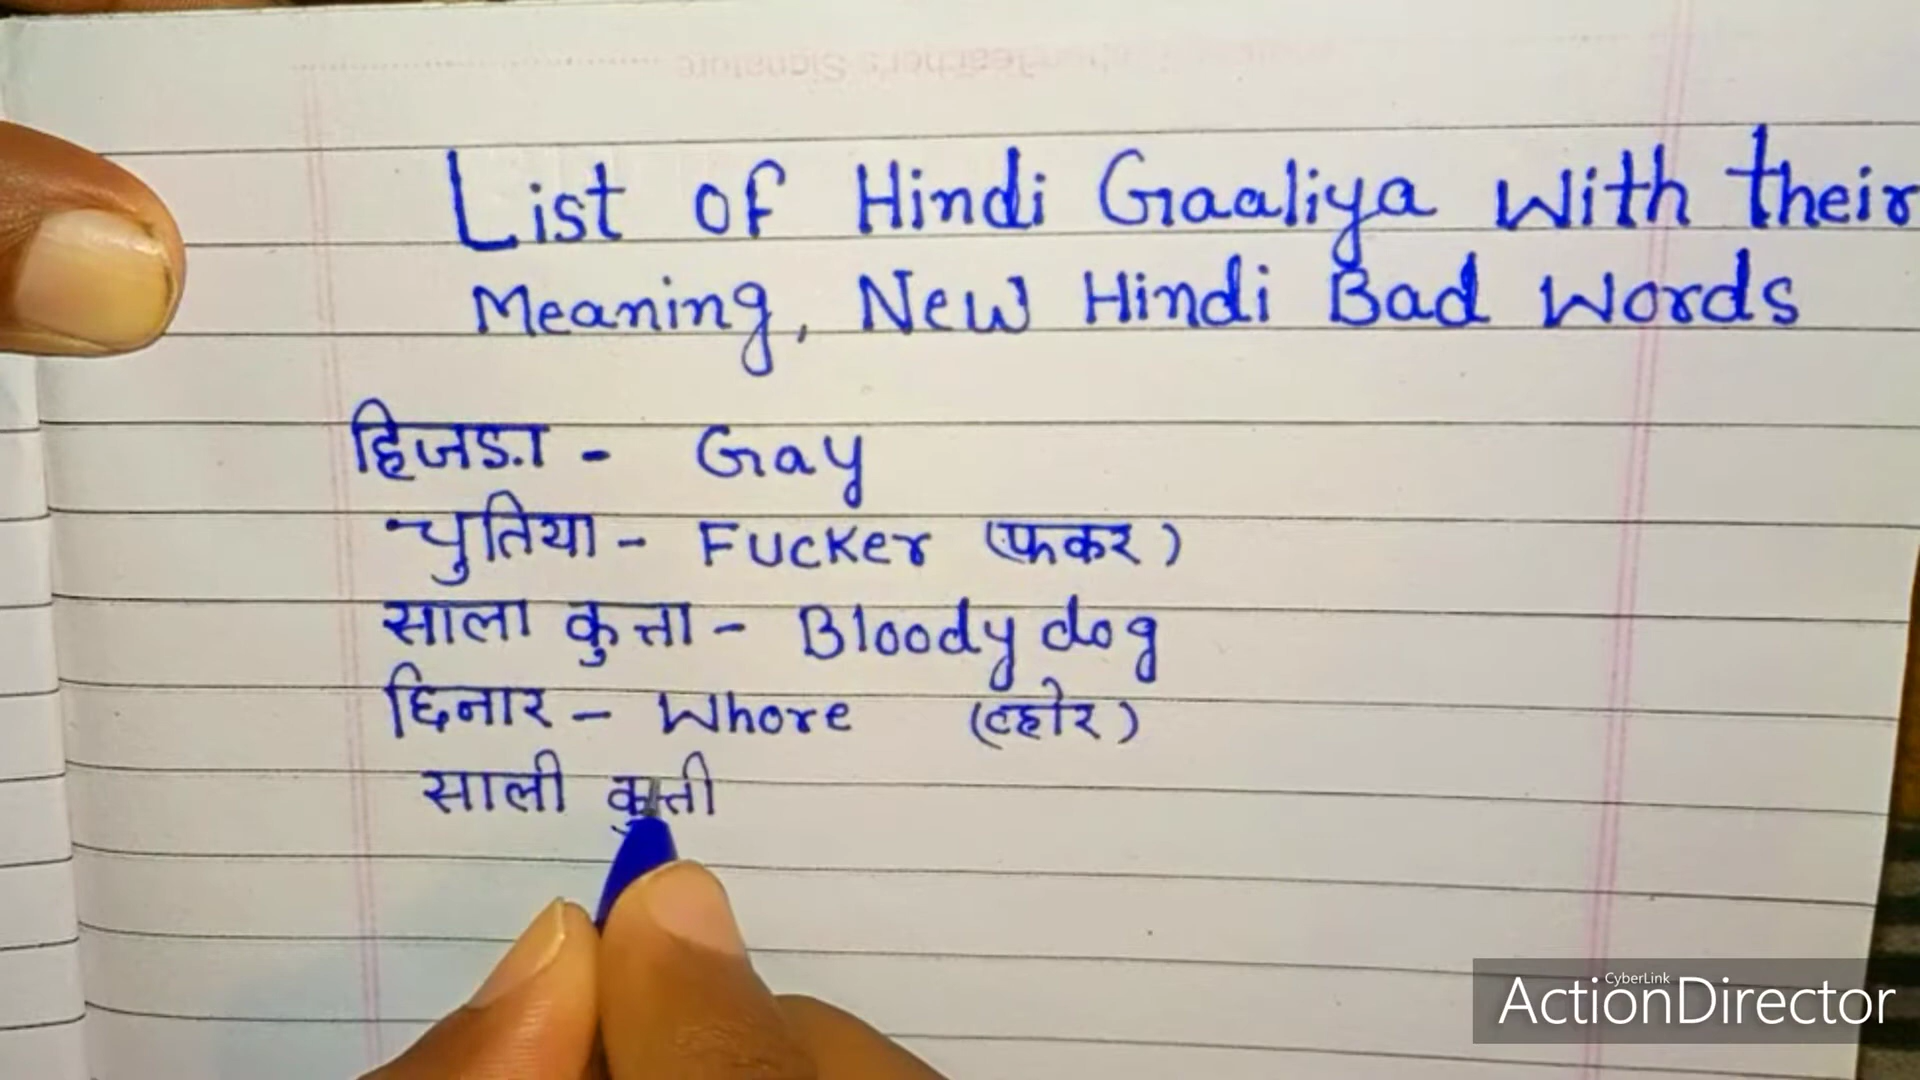 List of Hindi Gaaliya With their
Meaning, New Hindi Bad Words
हिजड़ा - Gay
चुतिया - Fucker (फकर)
साला कुत्ता - Bloody dog
छिनार - Whore (व्होर)
साली कुत्ती
CyberLink
ActionDirector